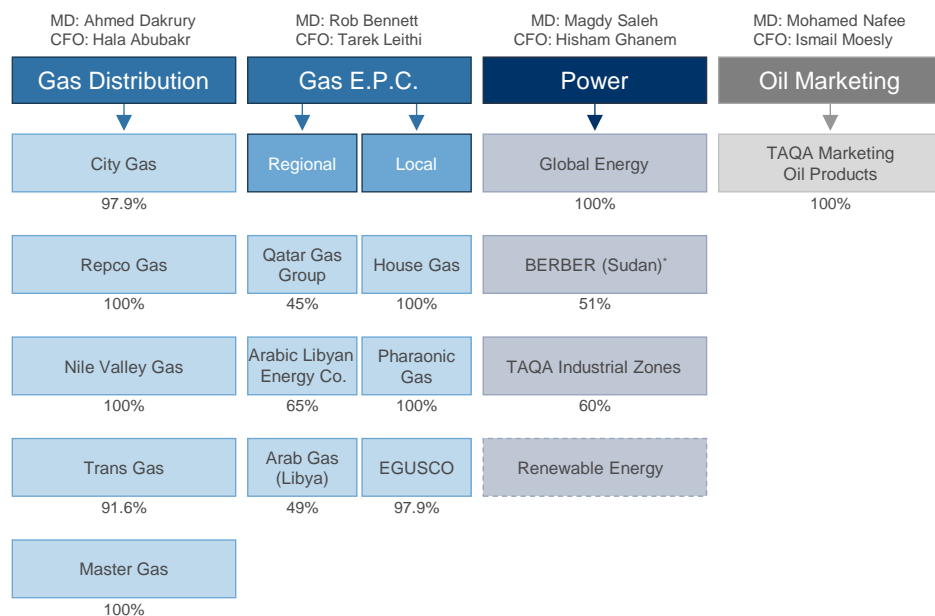 MD: Ahmed Dakrury
CFO: Hala Abubakr
Gas Distribution
City Gas
97.9%
Repco Gas
100%
Nile Valley Gas
100%
Trans Gas
91.6%
Master Gas
100%
MD: Rob Bennett
CFO: Tarek Leithi
Gas E.P.C.
Regional
Qatar Gas
Group
45%
Arabic Libyan
Energy Co.
65%
Arab Gas
(Libya)
49%
Local
House Gas
100%
Pharaonic
Gas
100%
EGUSCO
97.9%
MD: Magdy Saleh
CFO: Hisham Ghanem
Power
Global Energy
100%
BERBER (Sudan)*
51%
TAQA Industrial Zones
60%
Renewable Energy
MD: Mohamed Nafee
CFO: Ismail Moesly
Oil Marketing
TAQA Marketing
Oil Products
100%